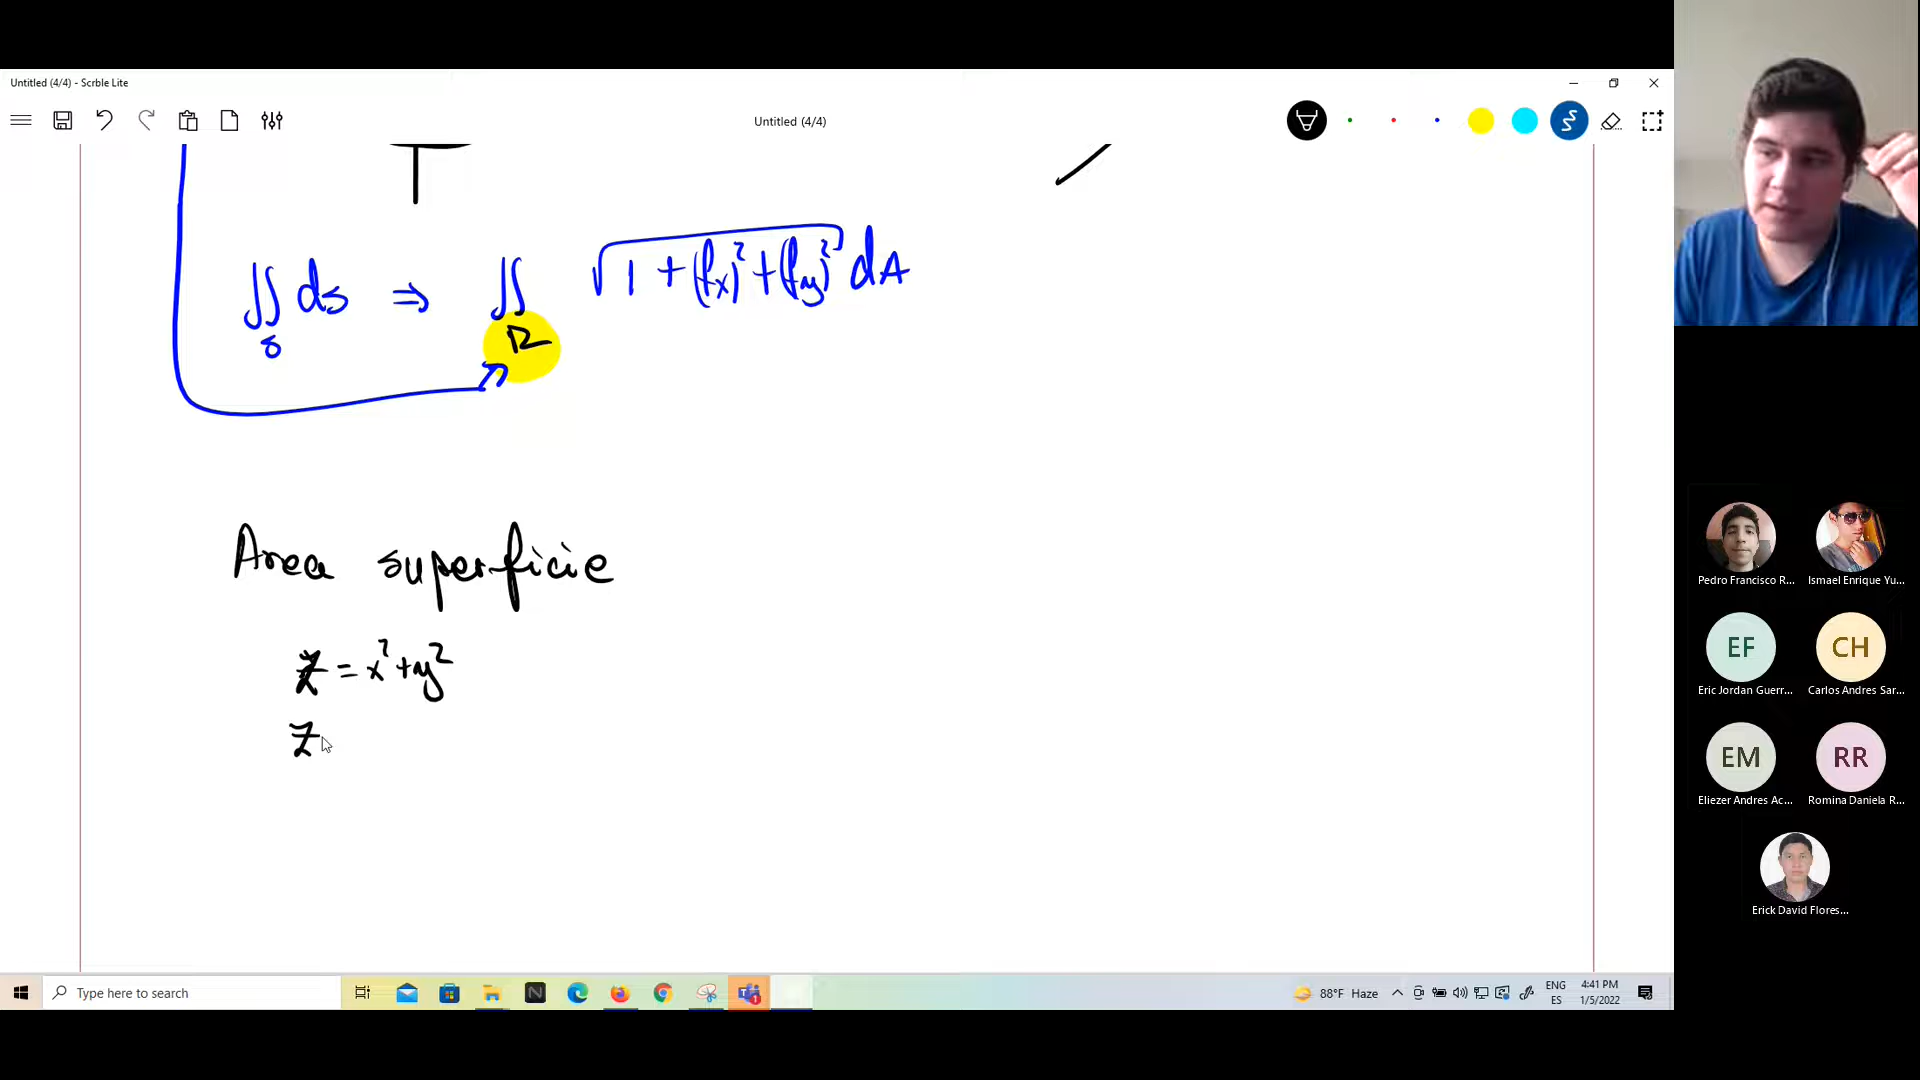 Untitled (4/4) - Scrble Lite
Untitled (4/4)
∬_S ds ⇒ ∬_R √(1 + (fx)² + (fy)²) dA
Area superficie
z = x² + y²
z
Pedro Francisco R...
Ismael Enrique Yu...
EF
CH
Eric Jordan Guerr...
Carlos Andres Sar...
EM
RR
Eliezer Andres Ac...
Romina Daniela R...
Erick David Flores...
Type here to search
88°F Haze
ENG
ES
4:41 PM
1/5/2022